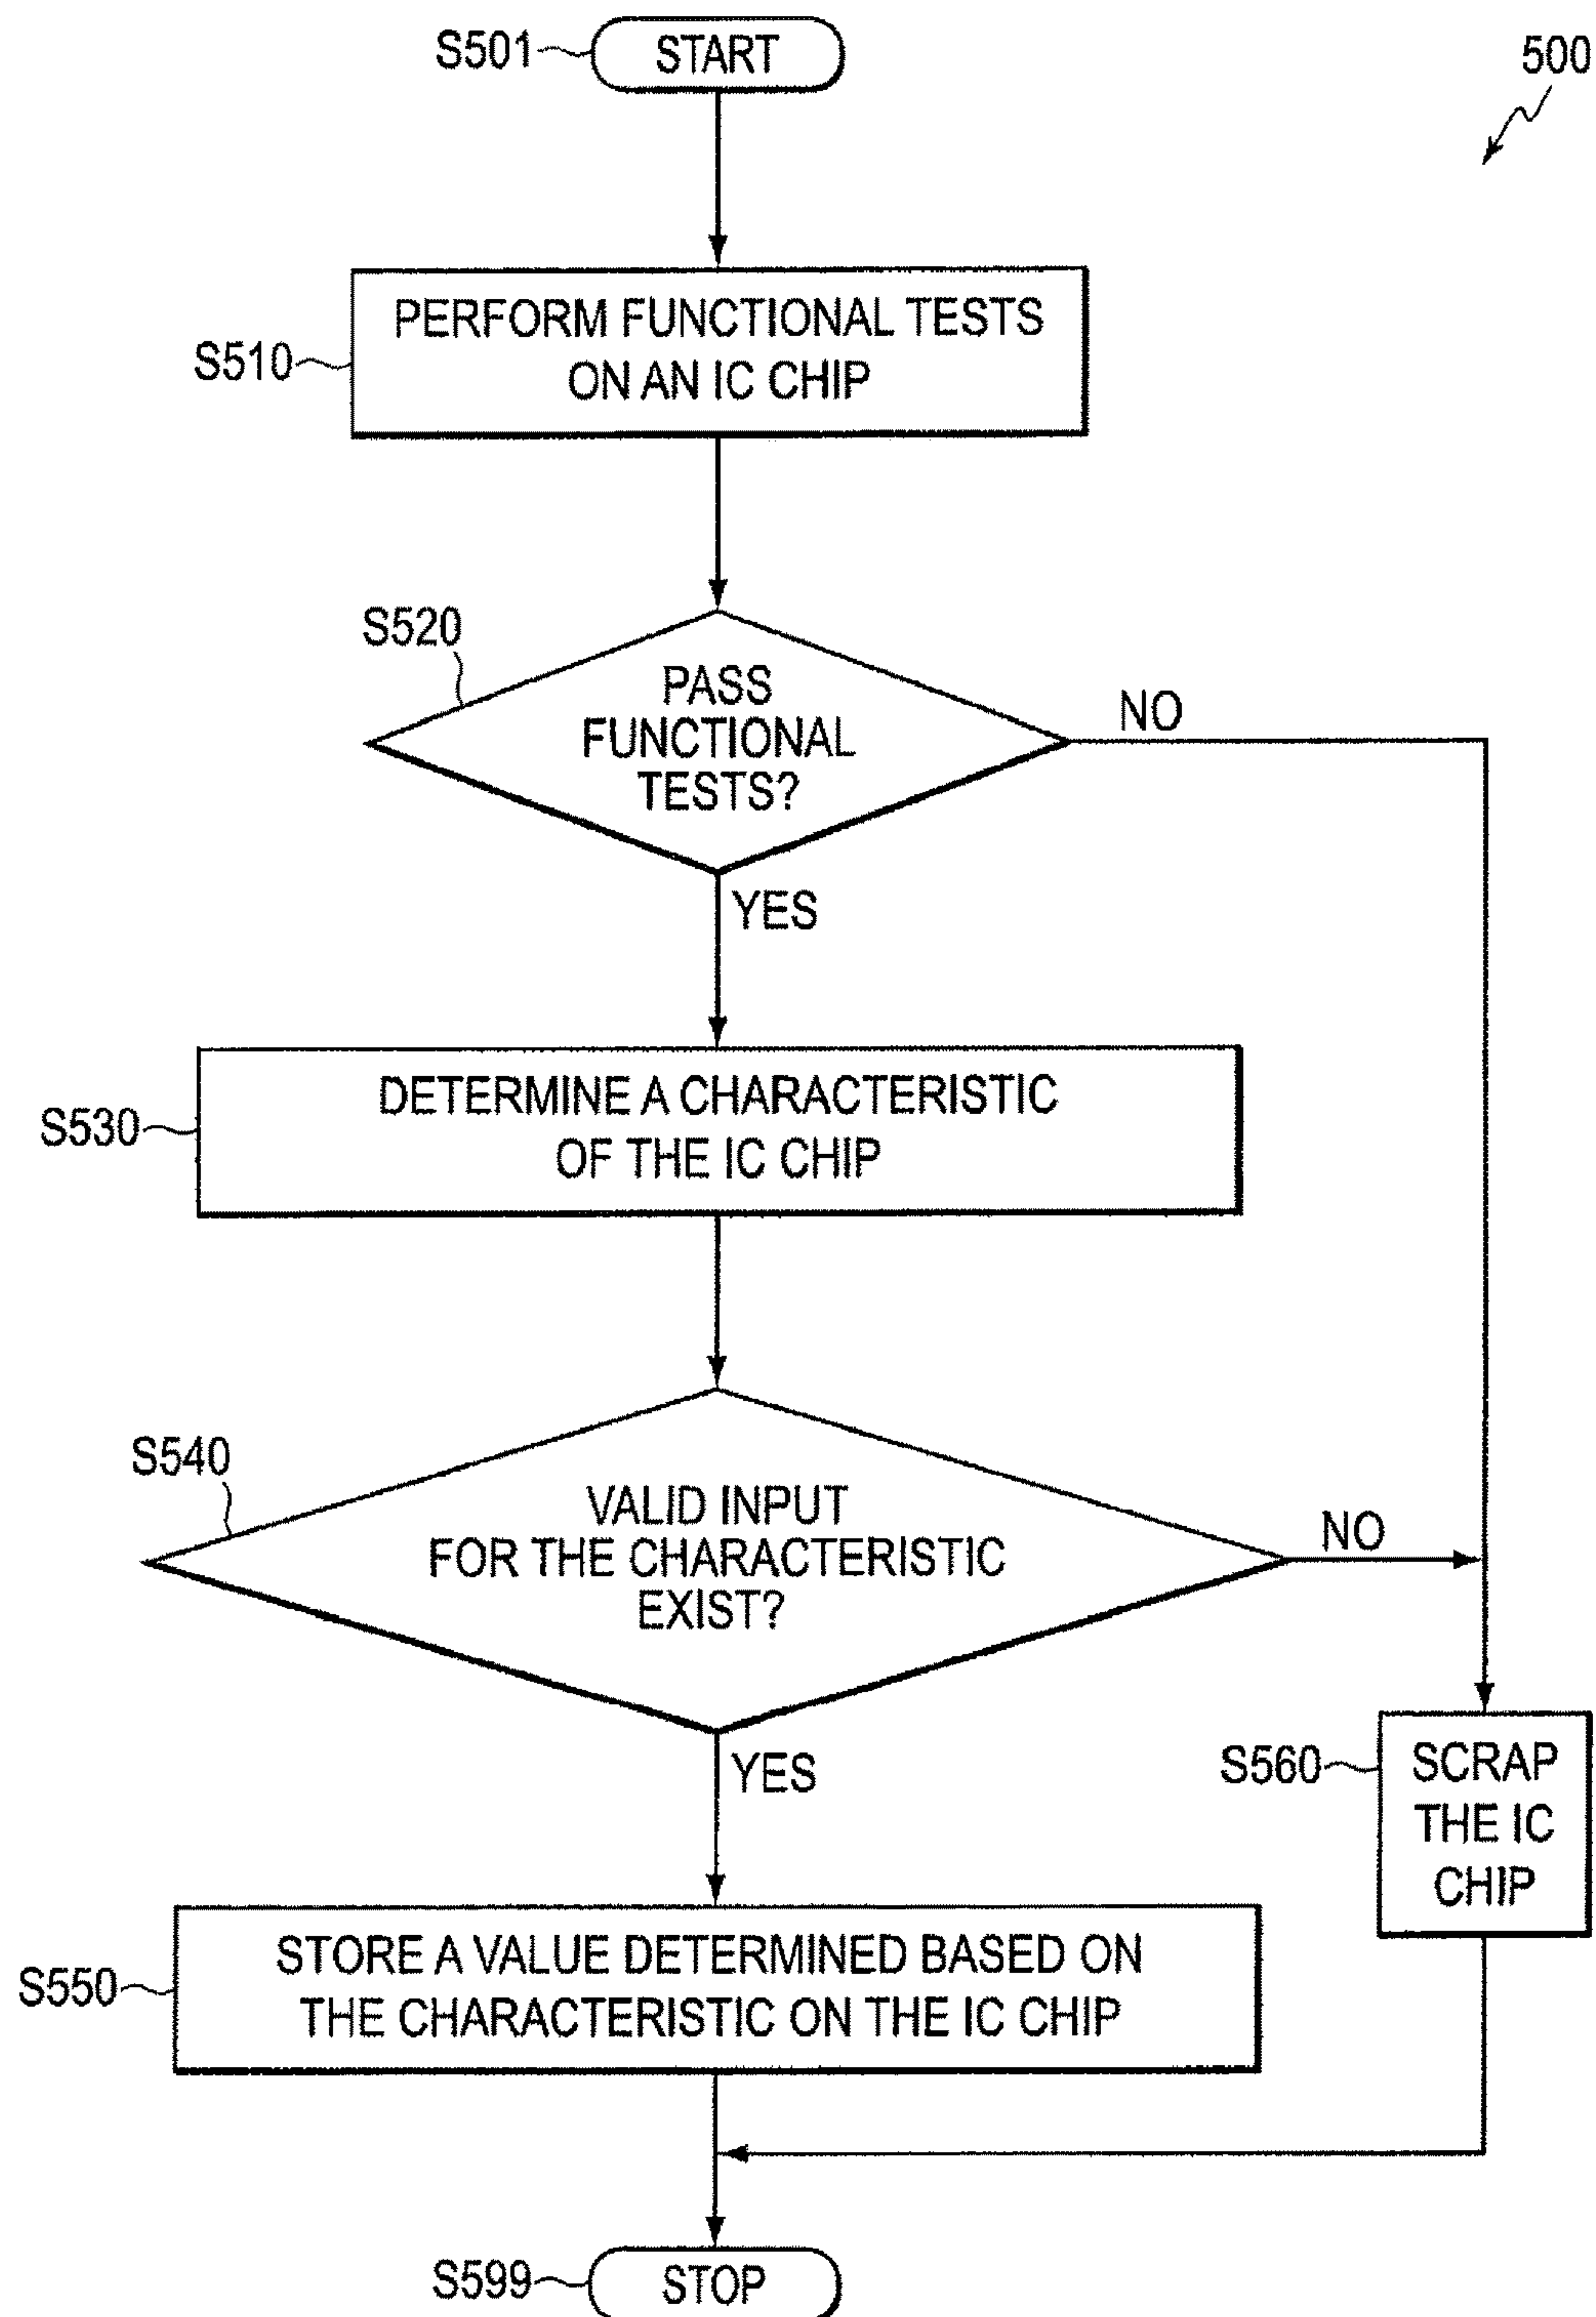 S501
START
500
PERFORM FUNCTIONAL TESTS
ON AN IC CHIP
S510
S520
PASS
FUNCTIONAL
TESTS?
NO
YES
DETERMINE A CHARACTERISTIC
OF THE IC CHIP
S530
S540
VALID INPUT
FOR THE CHARACTERISTIC
EXIST?
NO
YES
S560
SCRAP
THE IC
CHIP
STORE A VALUE DETERMINED BASED ON
THE CHARACTERISTIC ON THE IC CHIP
S550
S599
STOP